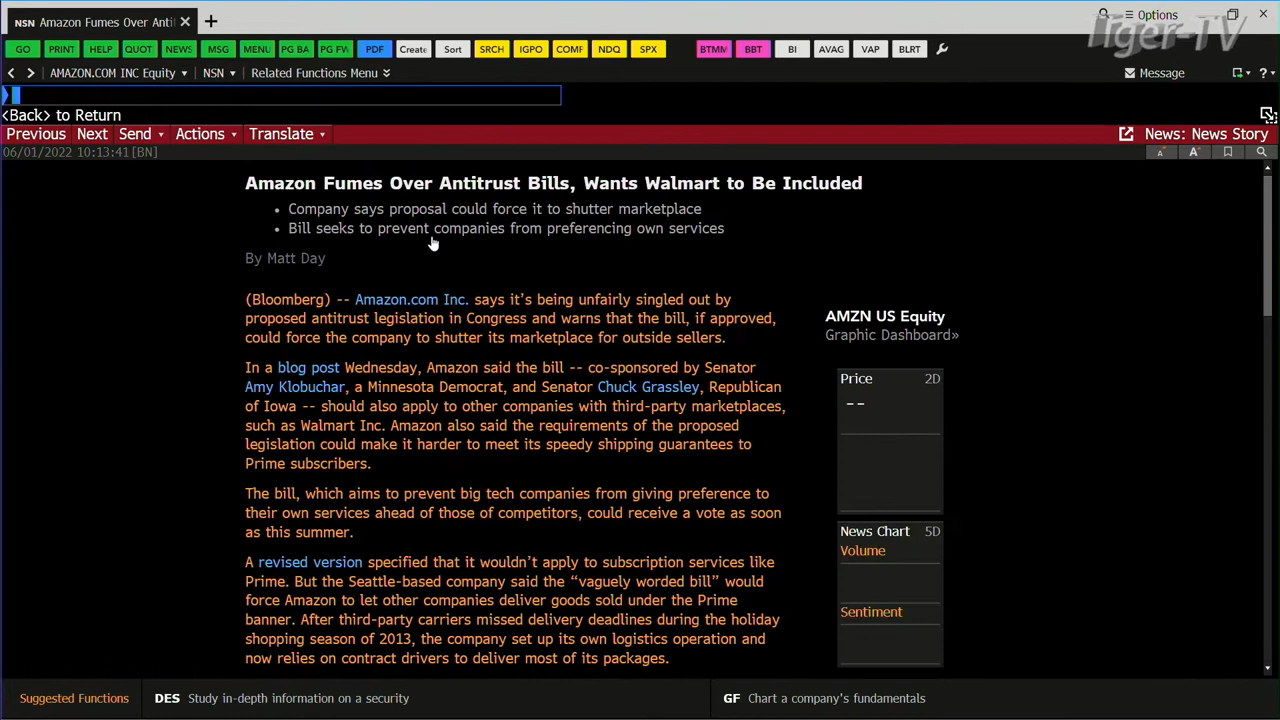 NSN Amazon Fumes Over Anti
Options
Tiger-TV
GO PRINT HELP QUOT NEWS MSG MENU PG BA PG FW PDF Create Sort SRCH IGPO COMF NDQ SPX BTMM BBT BI AVAG VAP BLRT
AMAZON.COM INC Equity NSN Related Functions Menu Message ?
<Back> to Return
Previous Next Send Actions Translate News: News Story
06/01/2022 10:13:41[BN] A A
Amazon Fumes Over Antitrust Bills, Wants Walmart to Be Included
• Company says proposal could force it to shutter marketplace
• Bill seeks to prevent companies from preferencing own services
By Matt Day
(Bloomberg) -- Amazon.com Inc. says it's being unfairly singled out by
proposed antitrust legislation in Congress and warns that the bill, if approved,
could force the company to shutter its marketplace for outside sellers.
In a blog post Wednesday, Amazon said the bill -- co-sponsored by Senator
Amy Klobuchar, a Minnesota Democrat, and Senator Chuck Grassley, Republican
of Iowa -- should also apply to other companies with third-party marketplaces,
such as Walmart Inc. Amazon also said the requirements of the proposed
legislation could make it harder to meet its speedy shipping guarantees to
Prime subscribers.
The bill, which aims to prevent big tech companies from giving preference to
their own services ahead of those of competitors, could receive a vote as soon
as this summer.
A revised version specified that it wouldn't apply to subscription services like
Prime. But the Seattle-based company said the “vaguely worded bill” would
force Amazon to let other companies deliver goods sold under the Prime
banner. After third-party carriers missed delivery deadlines during the holiday
shopping season of 2013, the company set up its own logistics operation and
now relies on contract drivers to deliver most of its packages.
AMZN US Equity
Graphic Dashboard»
Price 2D
--
News Chart 5D
Volume
Sentiment
Suggested Functions DES Study in-depth information on a security GF Chart a company's fundamentals